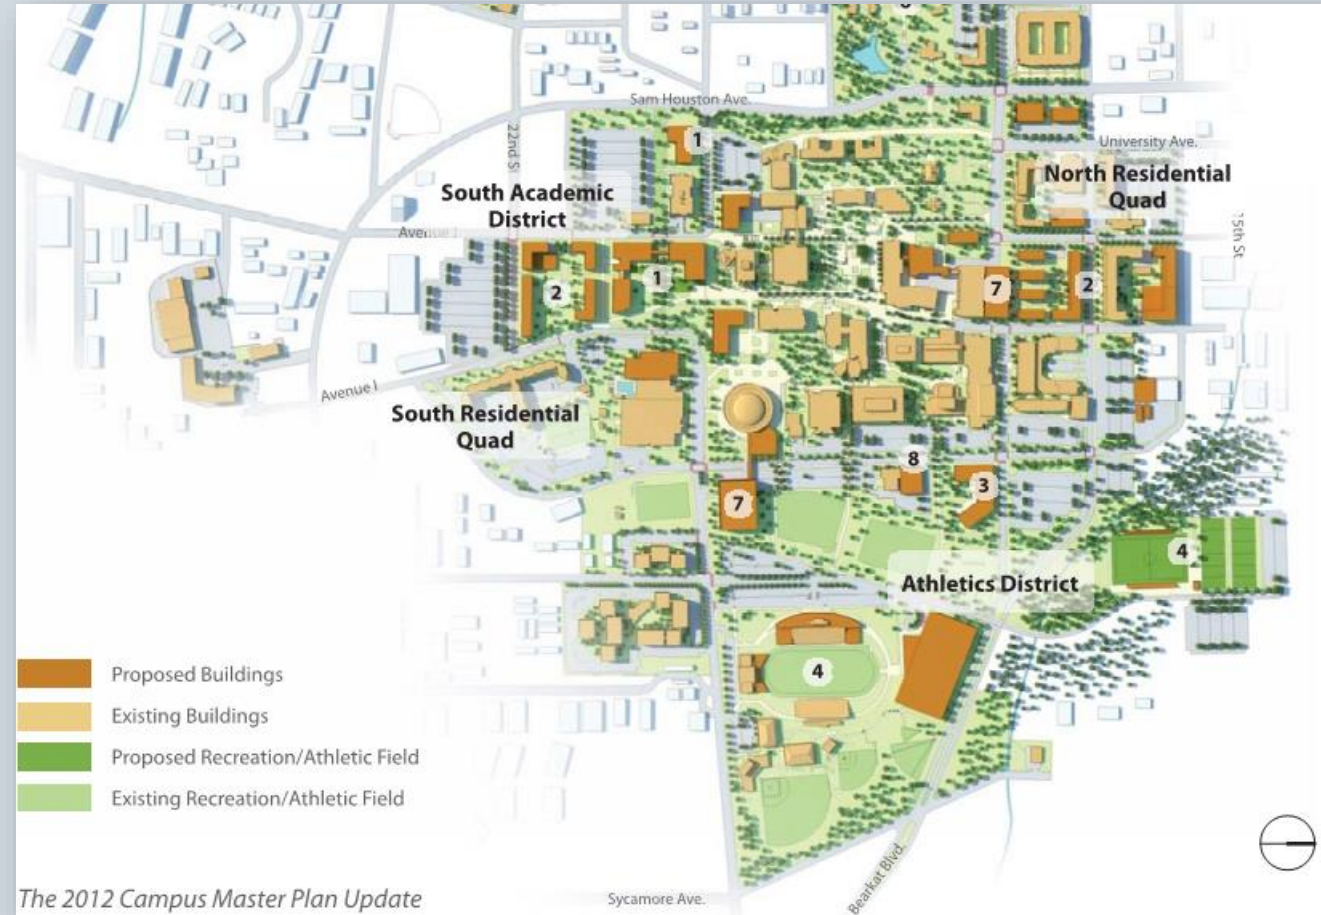 Sam Houston Ave.
1
22nd S
University Ave.
North Residential
Quad
South Academic
District
Avenue J
15th St.
2
1
7
2
Avenue I
South Residential
Quad
8
3
7
4
Athletics District
4
Proposed Buildings
Existing Buildings
Proposed Recreation/Athletic Field
Existing Recreation/Athletic Field
The 2012 Campus Master Plan Update
Sycamore Ave.
Bearkat Blvd.